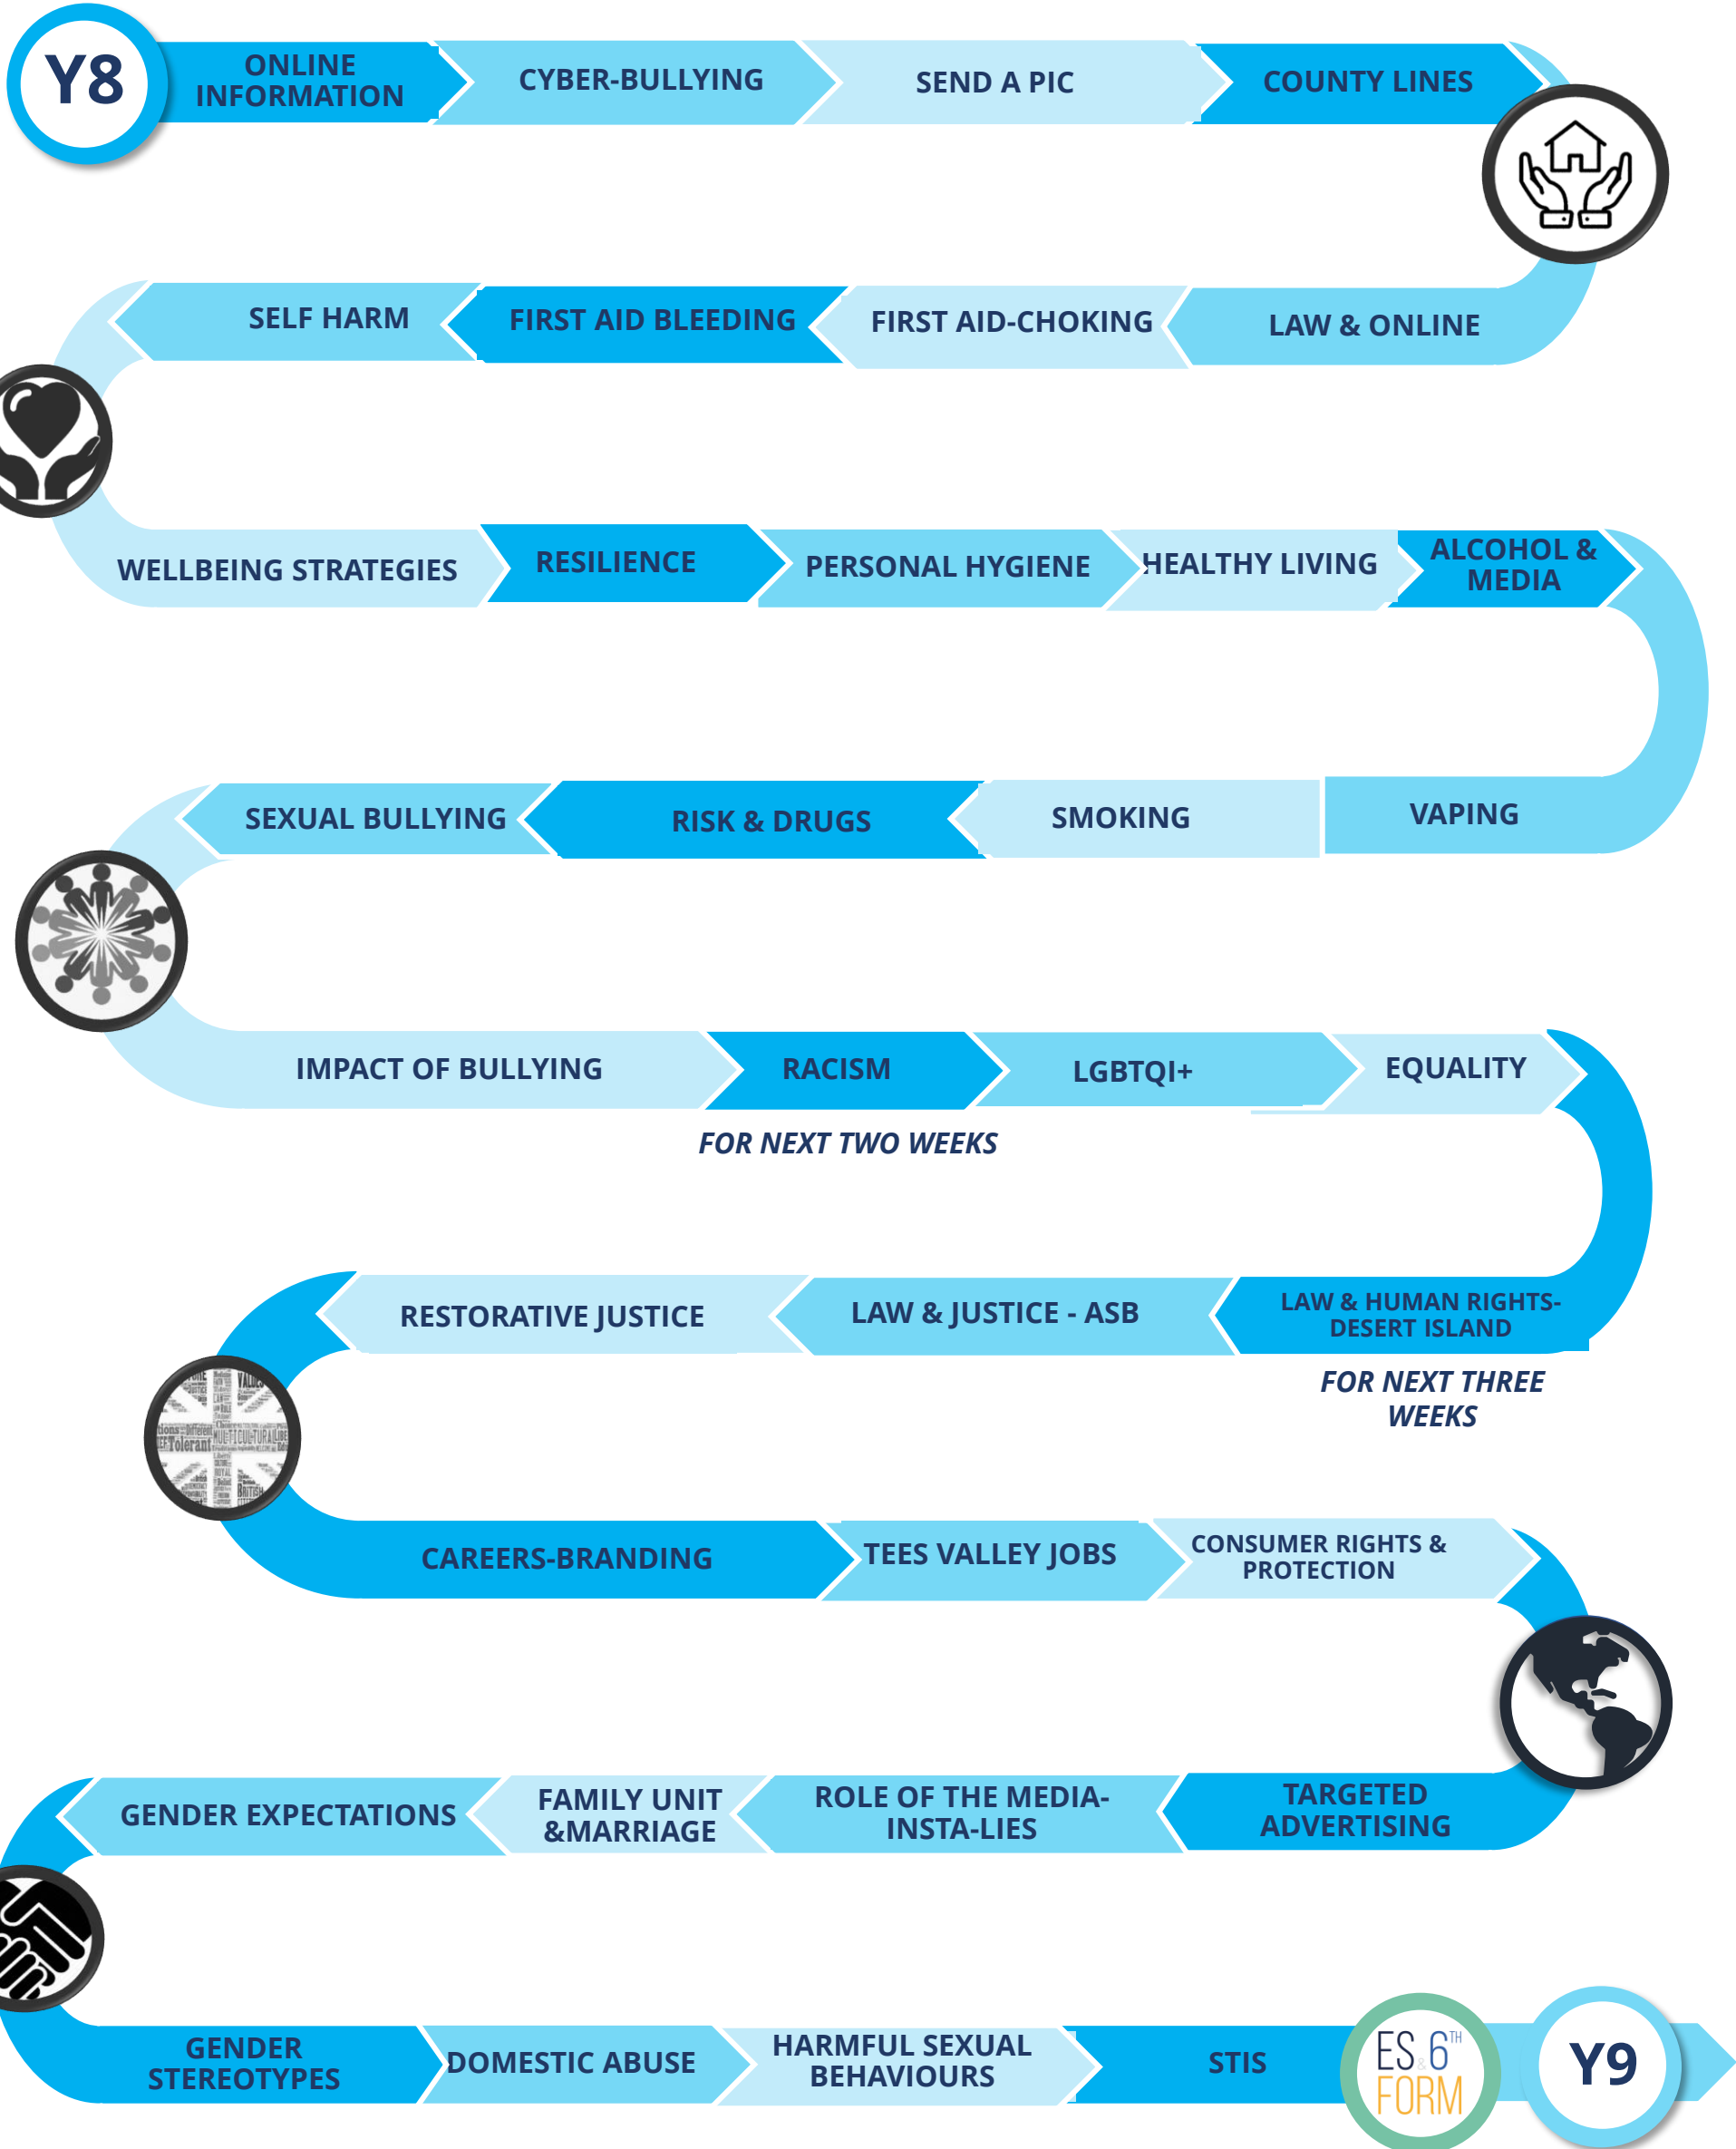 Y8
ONLINE
INFORMATION
CYBER-BULLYING
SEND A PIC
COUNTY LINES
LAW & ONLINE
FIRST AID-CHOKING
FIRST AID BLEEDING
SELF HARM
WELLBEING STRATEGIES
RESILIENCE
PERSONAL HYGIENE
HEALTHY LIVING
ALCOHOL &
MEDIA
VAPING
SMOKING
RISK & DRUGS
SEXUAL BULLYING
IMPACT OF BULLYING
RACISM
LGBTQI+
EQUALITY
FOR NEXT TWO WEEKS
LAW & HUMAN RIGHTS-
DESERT ISLAND
FOR NEXT THREE
WEEKS
LAW & JUSTICE - ASB
RESTORATIVE JUSTICE
Tolerant
MULTICULTURAL
BRITISH
CAREERS-BRANDING
TEES VALLEY JOBS
CONSUMER RIGHTS &
PROTECTION
TARGETED
ADVERTISING
ROLE OF THE MEDIA-
INSTA-LIES
FAMILY UNIT
&MARRIAGE
GENDER EXPECTATIONS
GENDER
STEREOTYPES
DOMESTIC ABUSE
HARMFUL SEXUAL
BEHAVIOURS
STIS
ES&6TH
FORM
Y9